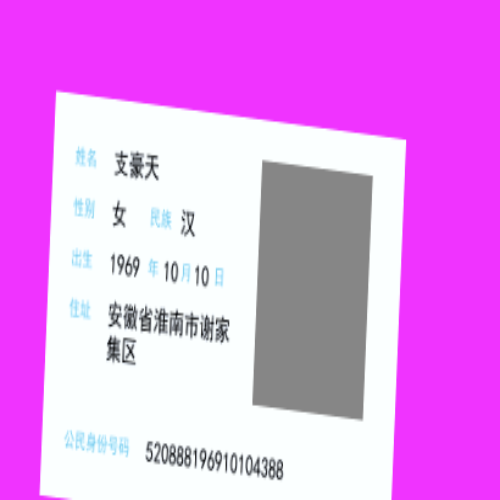 姓名 支豪天
性别 女 民族 汉
出生 1969 年 10 月 10 日
住址 安徽省淮南市谢家
集区
公民身份号码 520888196910104388